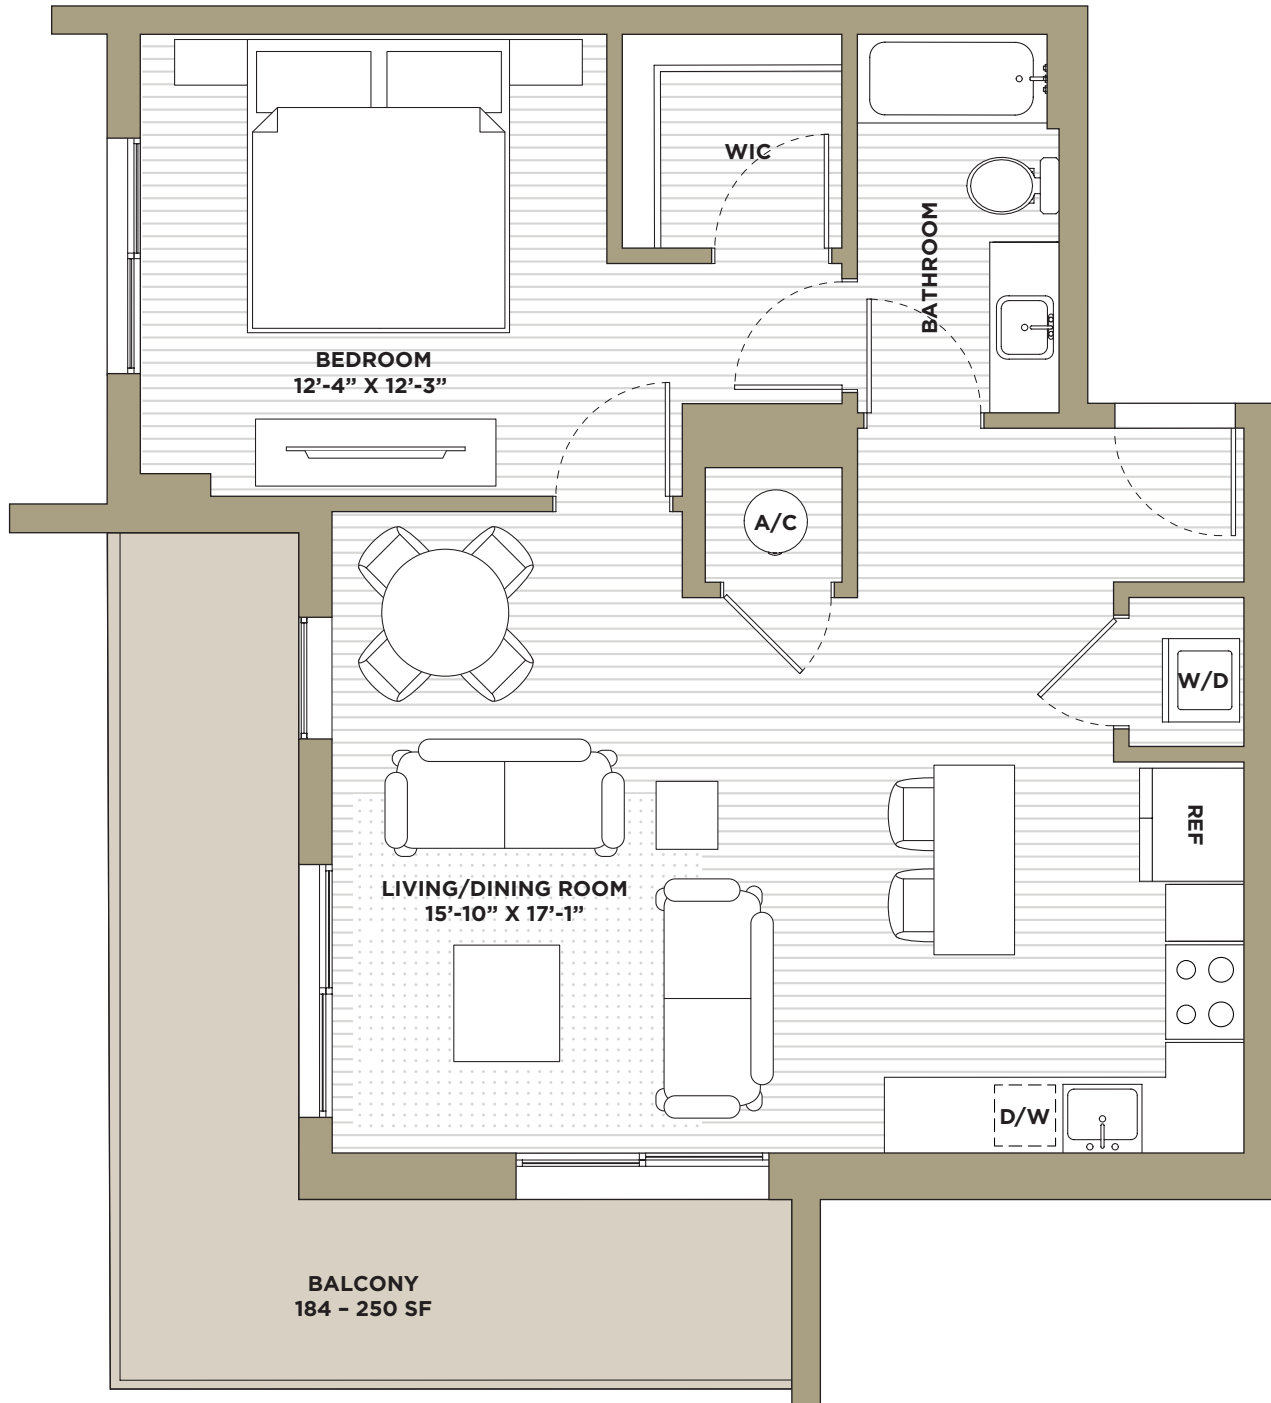 WIC
BATHROOM
BEDROOM
12’-4” X 12’-3”
A/C
W/D
REF
LIVING/DINING ROOM
15’-10” X 17’-1”
D/W
BALCONY
184 – 250 SF